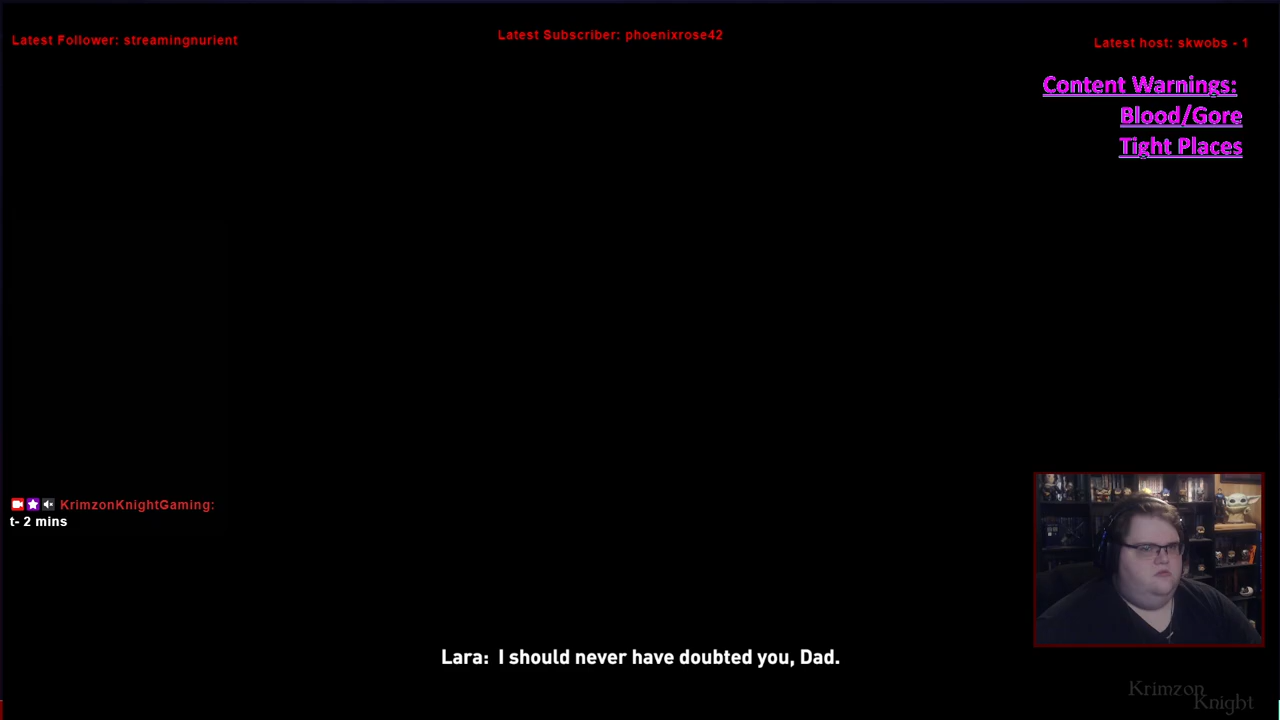 Latest Follower: streamingnurient
Latest Subscriber: phoenixrose42
Latest host: skwobs - 1
Content Warnings:
Blood/Gore
Tight Places
KrimzonKnightGaming:
t- 2 mins
Lara: I should never have doubted you, Dad.
Krimzon
Knight